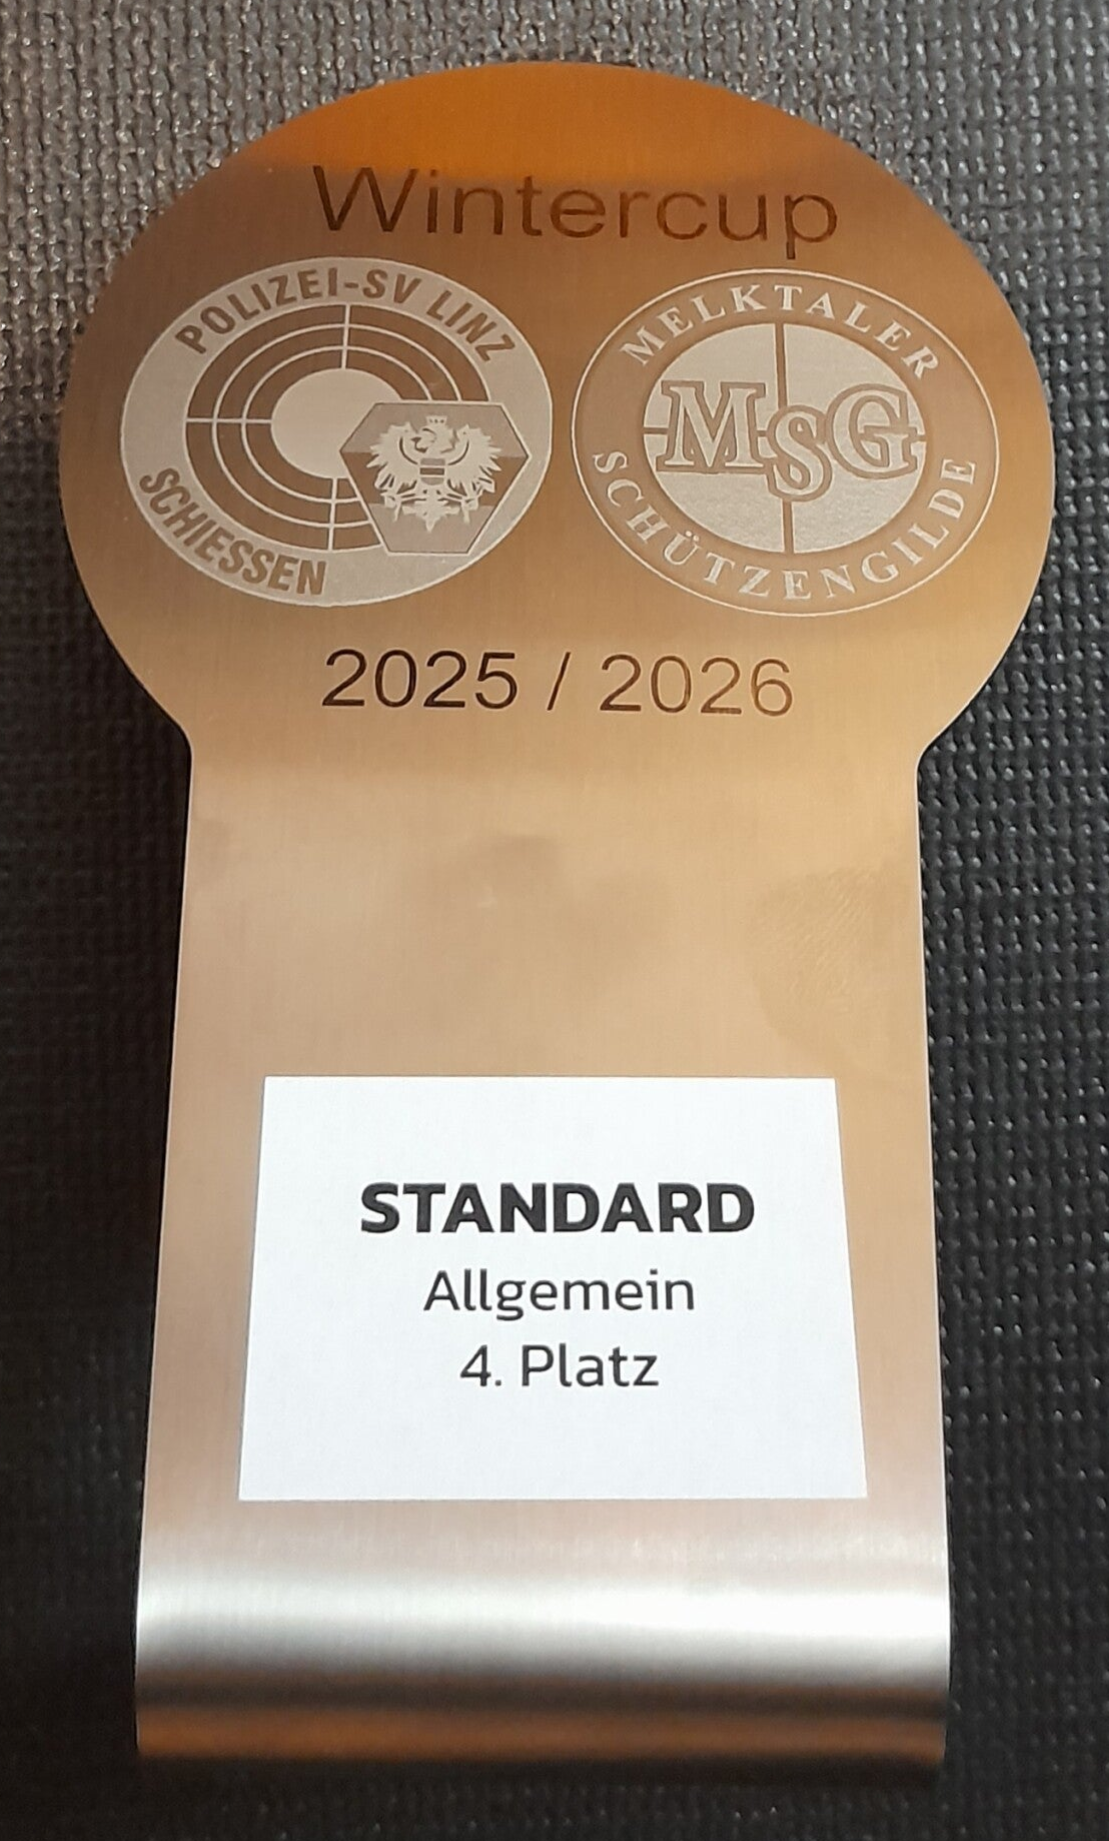 Wintercup
POLIZEI-SV LINZ
SCHIESSEN
MELKTALER
MSG
SCHÜTZENGILDE
2025 / 2026
STANDARD
Allgemein
4. Platz